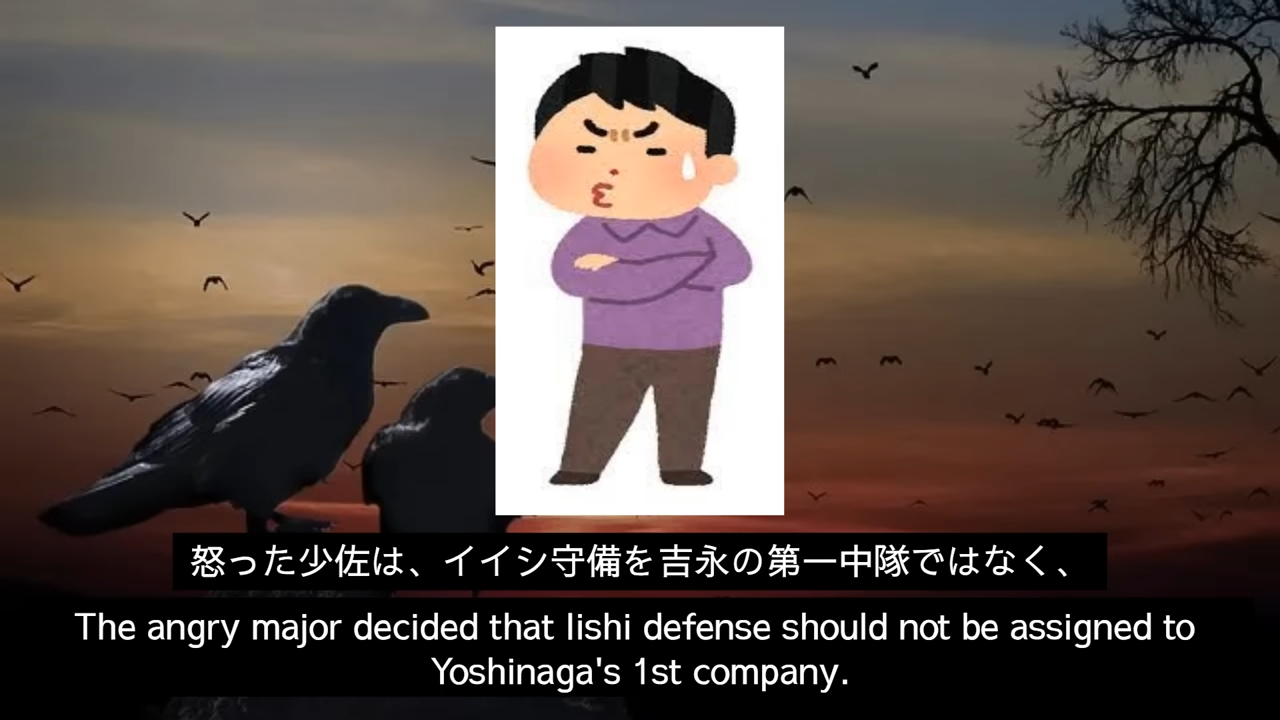 怒った少佐は、イイシ守備を吉永の第一中隊ではなく、
The angry major decided that Iishi defense should not be assigned to
Yoshinaga's 1st company.